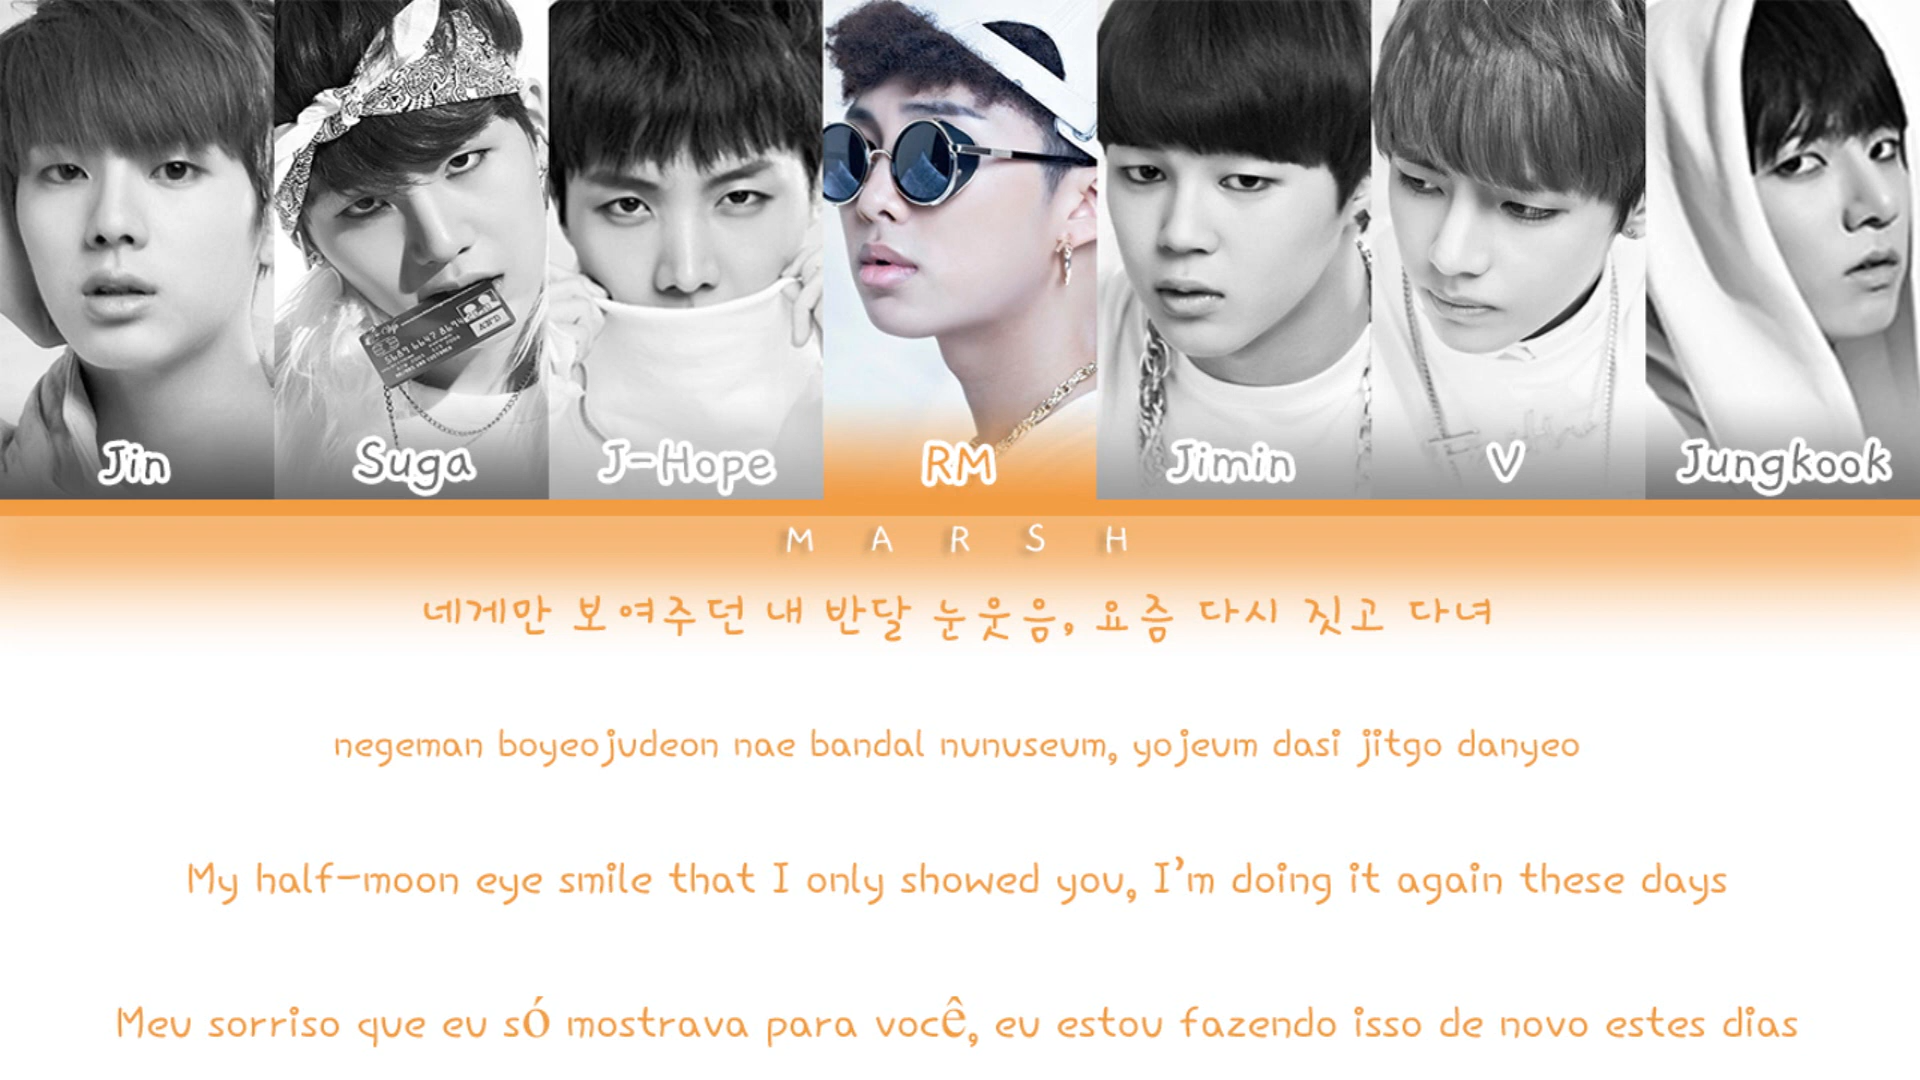 Jin Suga J-Hope RM Jimin V Jungkook
MARSH
네게만 보여주던 내 반달 눈웃음, 요즘 다시 짓고 다녀
negeman boyeojudeon nae bandal nunuseum, yojeum dasi jitgo danyeo
My half-moon eye smile that I only showed you, I'm doing it again these days
Meu sorriso que eu só mostrava para você, eu estou fazendo isso de novo estes dias